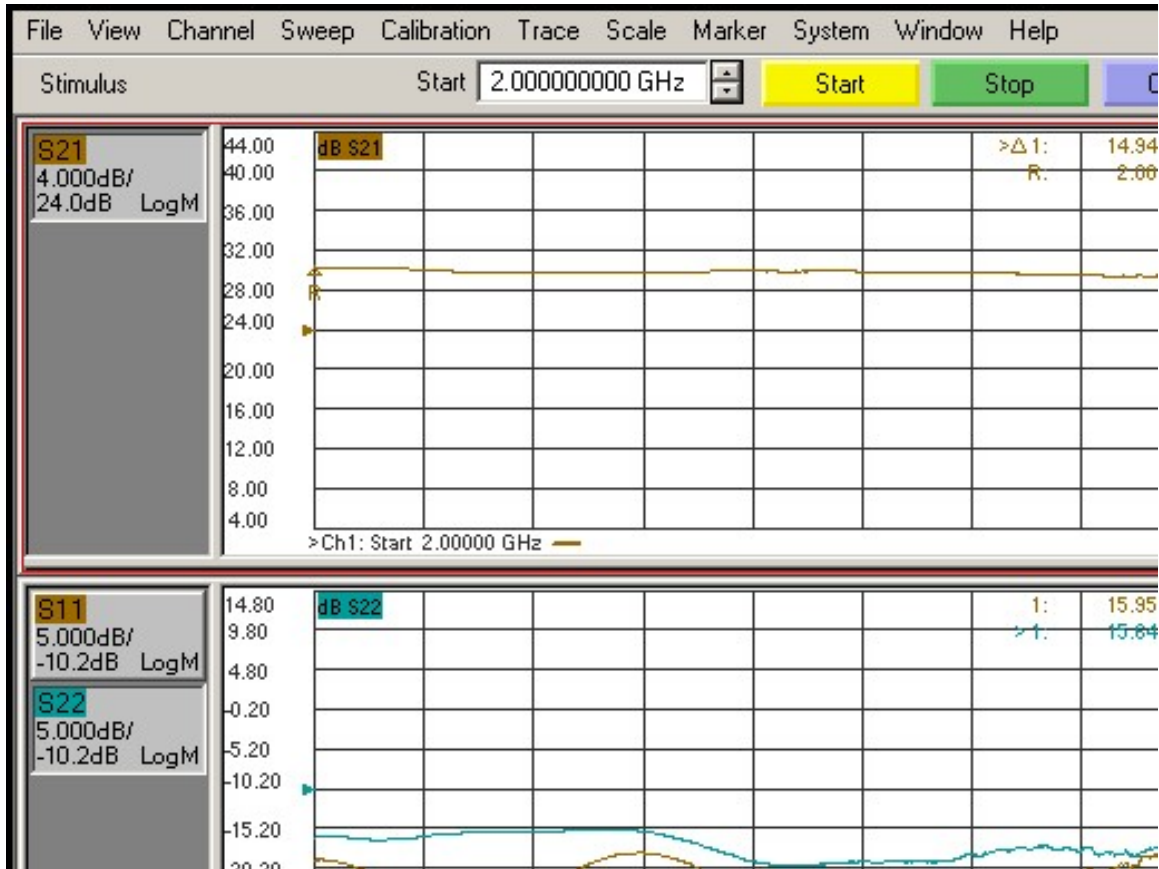 File View Channel Sweep Calibration Trace Scale Marker System Window Help
Stimulus Start 2.000000000 GHz Start Stop
S21
4.000dB/
24.0dB LogM
44.00
40.00
36.00
32.00
28.00
24.00
20.00
16.00
12.00
8.00
4.00
dB S21
>Δ 1: 14.94
R: 2.00
R
>Ch1: Start 2.00000 GHz
S11
5.000dB/
-10.2dB LogM
S22
5.000dB/
-10.2dB LogM
14.80
9.80
4.80
-0.20
-5.20
-10.20
-15.20
dB S22
1: 15.95
>1: 15.84